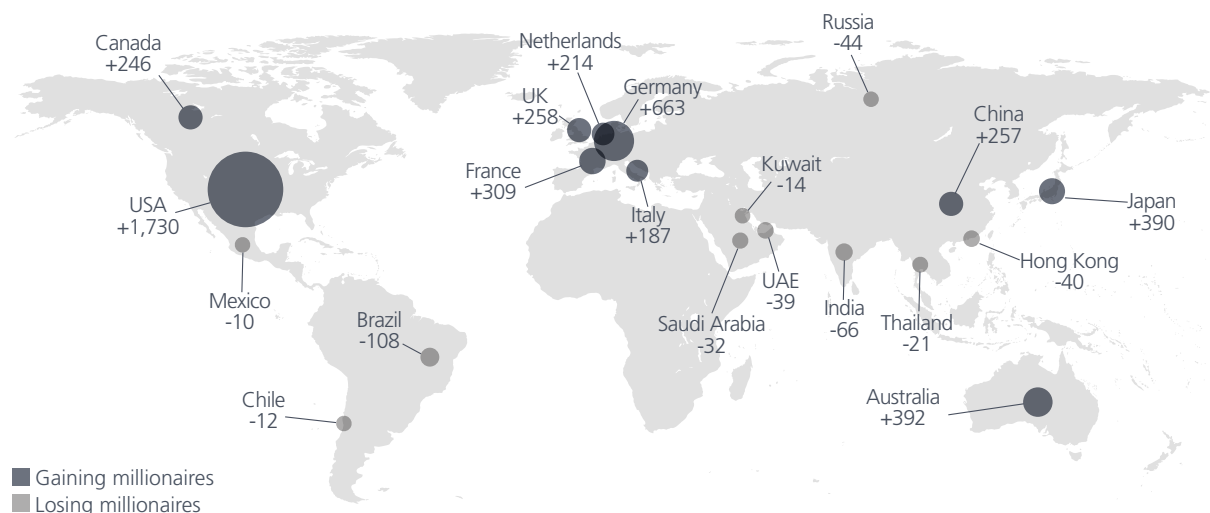 Russia
-44
Canada
+246
Netherlands
+214
Germany
+663
UK
+258
China
+257
Kuwait
-14
France
+309
USA
+1,730
Italy
+187
Japan
+390
Hong Kong
-40
UAE
-39
Mexico
-10
India
-66
Thailand
-21
Saudi Arabia
-32
Brazil
-108
Chile
-12
Australia
+392
Gaining millionaires
Losing millionaires